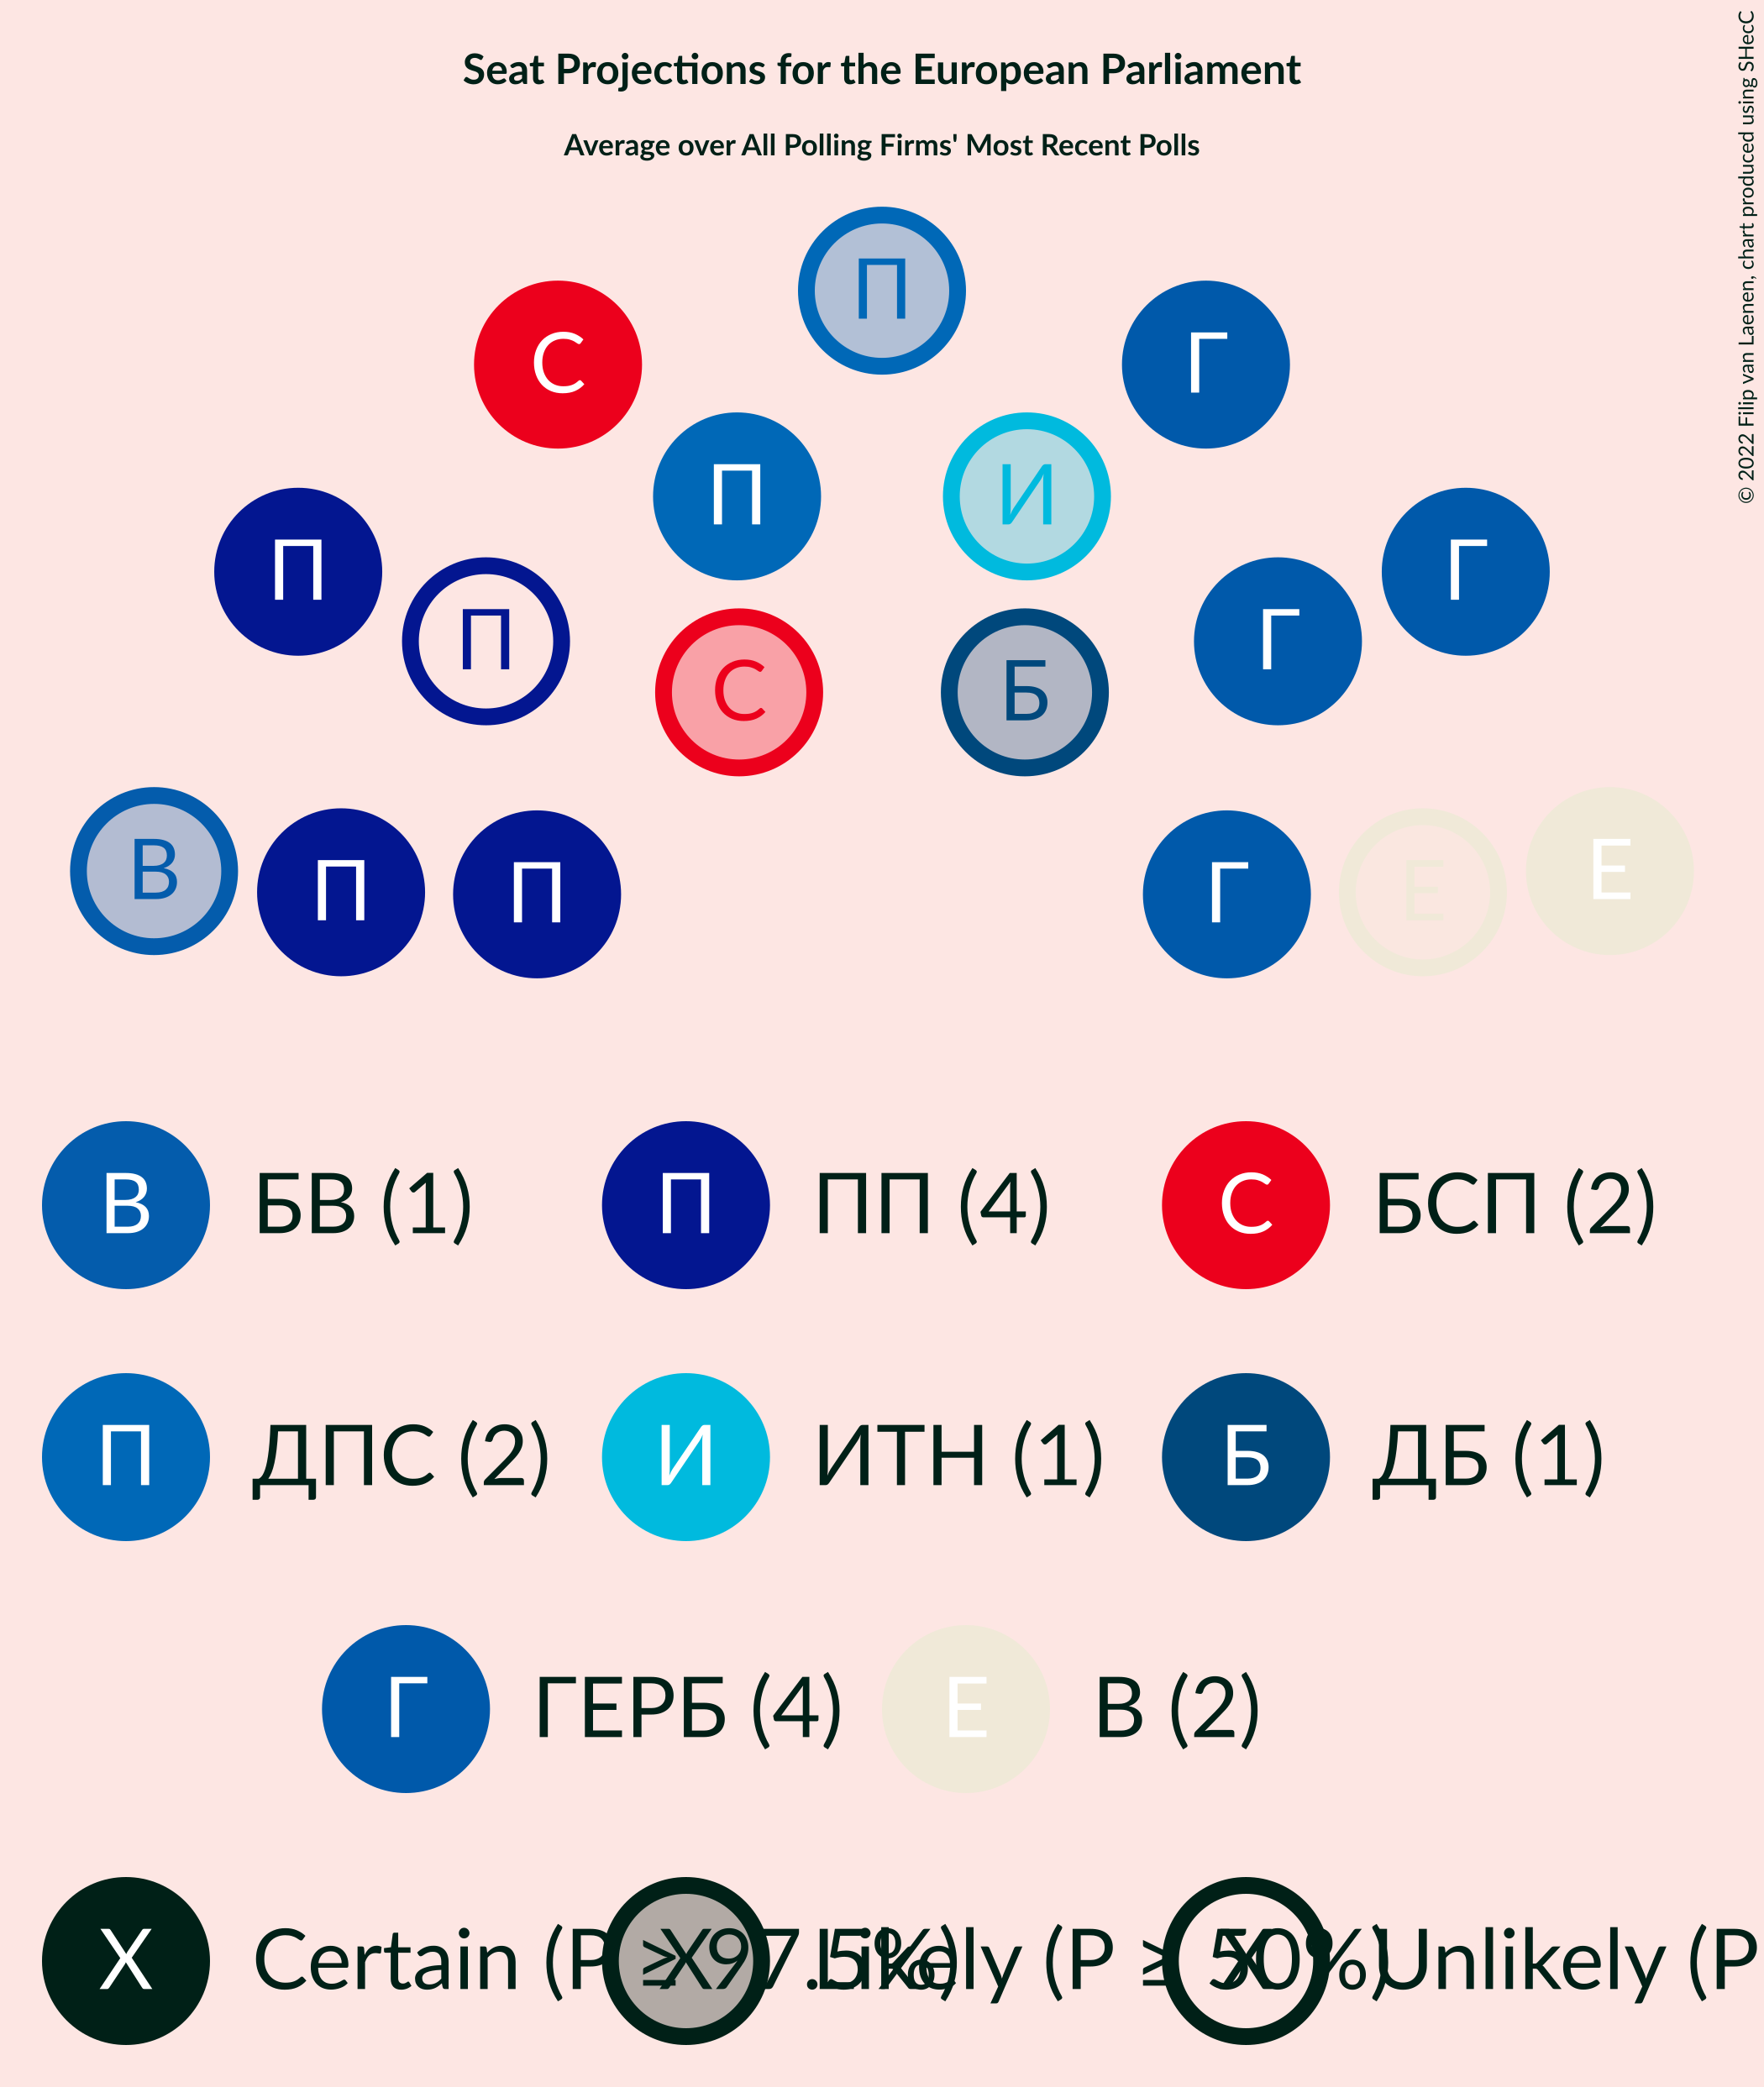 Seat Projections for the European Parliament
Average over All Polling Firms' Most Recent Polls
© 2022 Filip van Laenen, chart produced using SHecC
П
С
Г
П
И
П
Г
П
Г
С
Б
В
П
П
Г
Е
Е
В БВ (1) П ПП (4) С БСП (2)
П ДПС (2) И ИТН (1) Б ДБ (1)
Г ГЕРБ (4) Е В (2)
X Certain (P ≥ 97.5%) X Likely (P ≥ 50%) X Unlikely (P